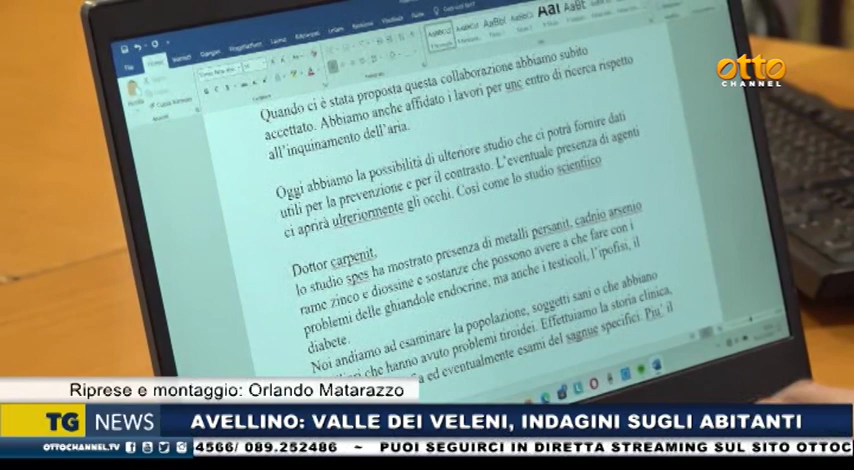 otto
CHANNEL
Quando ci è stata proposta questa collaborazione abbiamo subito
accettato. Abbiamo anche affidato i lavori per unc entro di ricerca rispetto
all'inquinamento dell'aria.
Oggi abbiamo la possibilità di ulteriore studio che ci potrà fornire dati
utili per la prevenzione e per il contrasto. L'eventuale presenza di agenti
ci aprirà ulreriormente gli occhi. Così come lo studio scientiico
Dottor carpenit,
lo studio spes ha mostrato presenza di metalli persanit, cadnio arsenio
rame zinco e diossine e sostanze che possono avere a che fare con i
problemi delle ghiandole endocrine, ma anche i testicoli, l'ipofisi, il
diabete.
Noi andiamo ad esaminare la popolazione, soggetti sani o che abbiano
che hanno avuto problemi tiroidei. Effettuiamo la storia clinica,
ed eventualmente esami del sagnue specifici. Piu' il
Riprese e montaggio: Orlando Matarazzo
TG NEWS AVELLINO: VALLE DEI VELENI, INDAGINI SUGLI ABITANTI
OTTOCHANNEL.TV 4566/ 089.252486 ~ PUOI SEGUIRCI IN DIRETTA STREAMING SUL SITO OTTOC